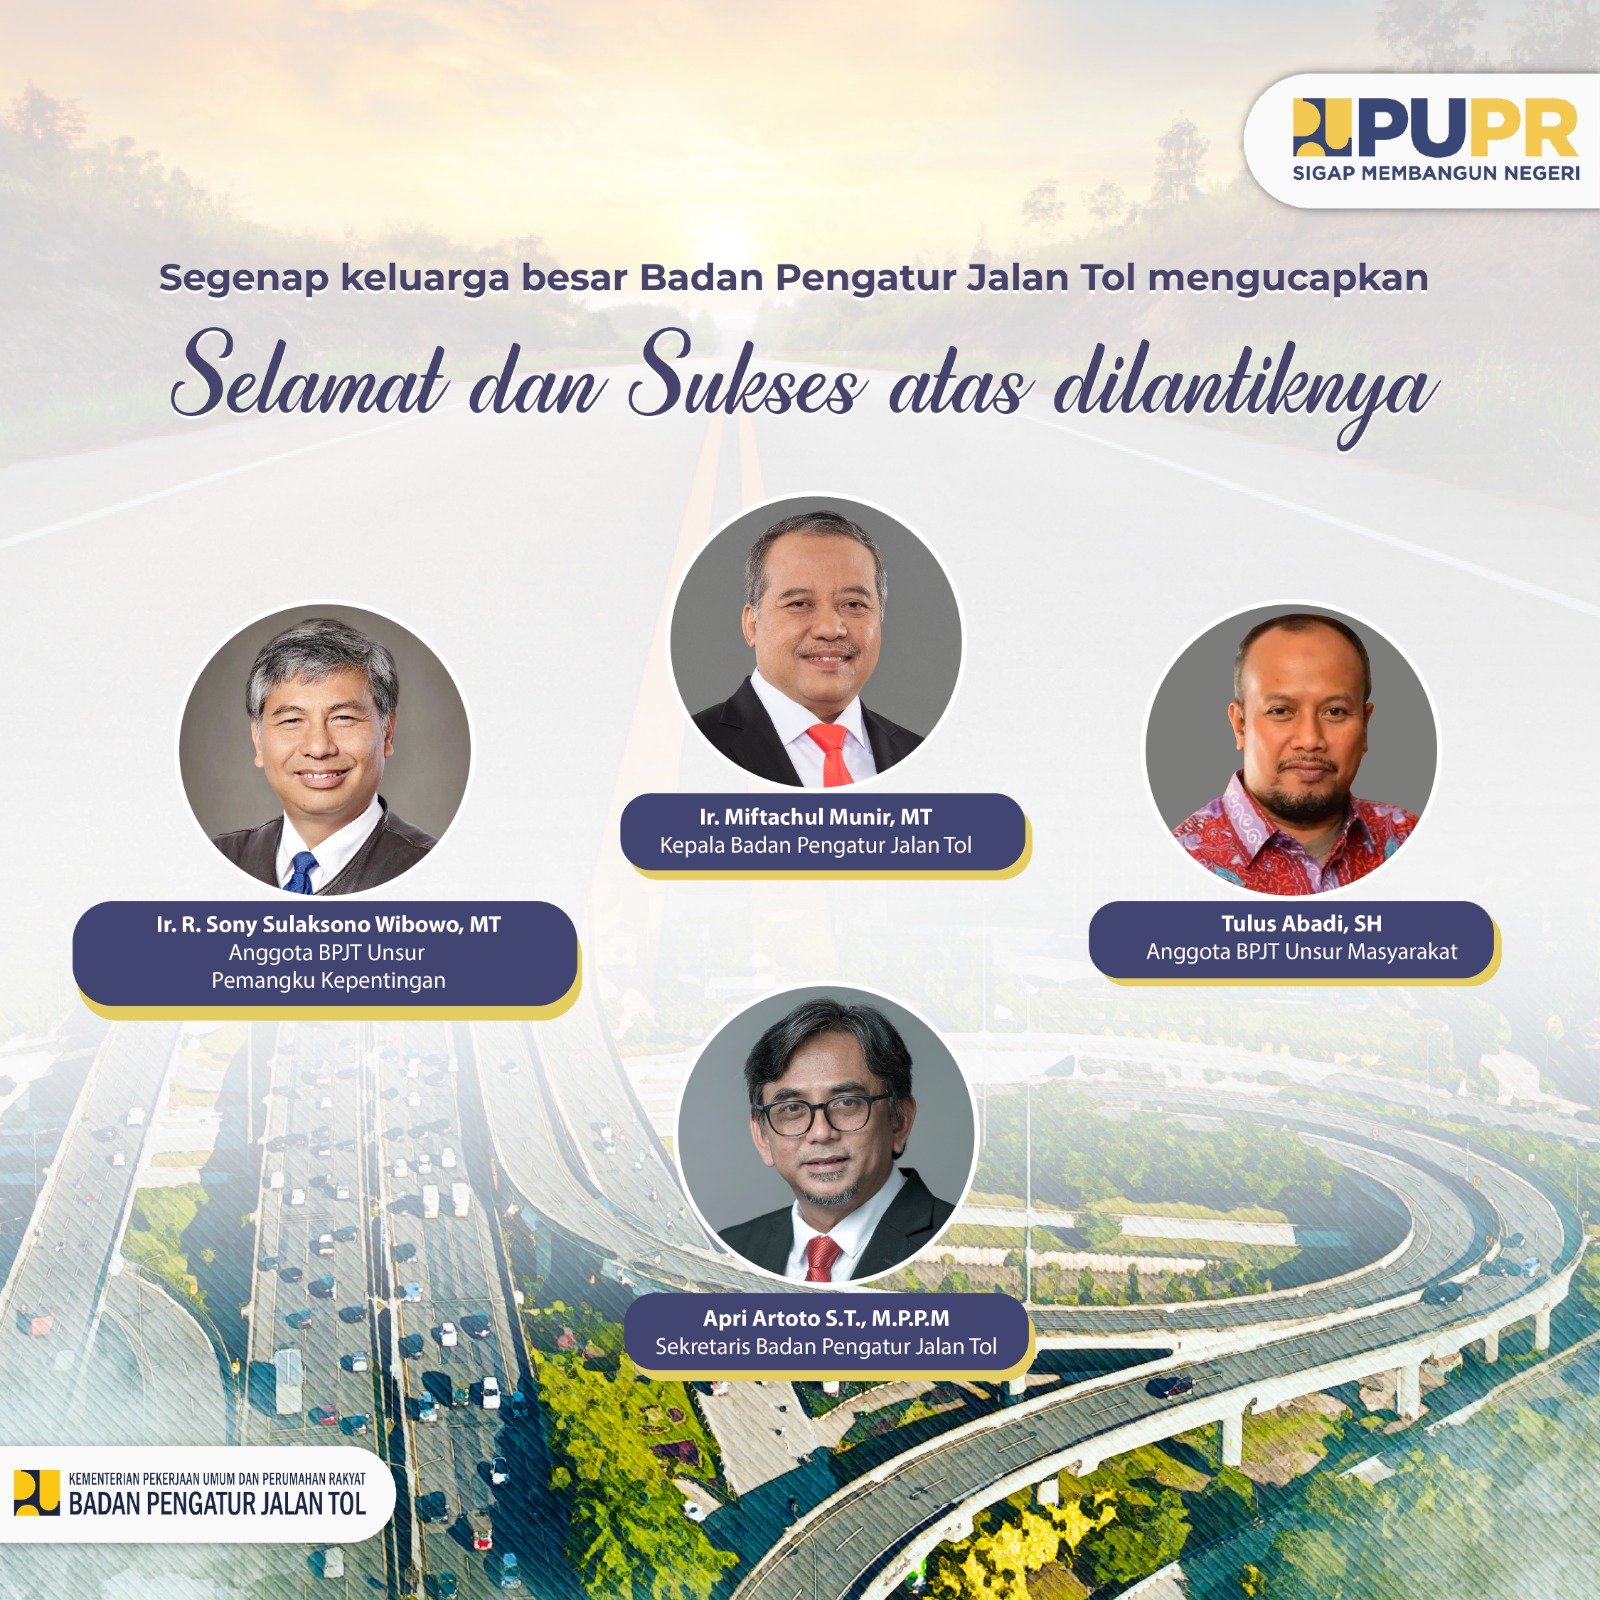 PUPR
SIGAP MEMBANGUN NEGERI
Segenap keluarga besar Badan Pengatur Jalan Tol mengucapkan
Selamat dan Sukses atas dilantiknya
Ir. Miftachul Munir, MT
Kepala Badan Pengatur Jalan Tol
Ir. R. Sony Sulaksono Wibowo, MT
Anggota BPJT Unsur
Pemangku Kepentingan
Tulus Abadi, SH
Anggota BPJT Unsur Masyarakat
Apri Artoto S.T., M.P.P.M
Sekretaris Badan Pengatur Jalan Tol
KEMENTERIAN PEKERJAAN UMUM DAN PERUMAHAN RAKYAT
BADAN PENGATUR JALAN TOL